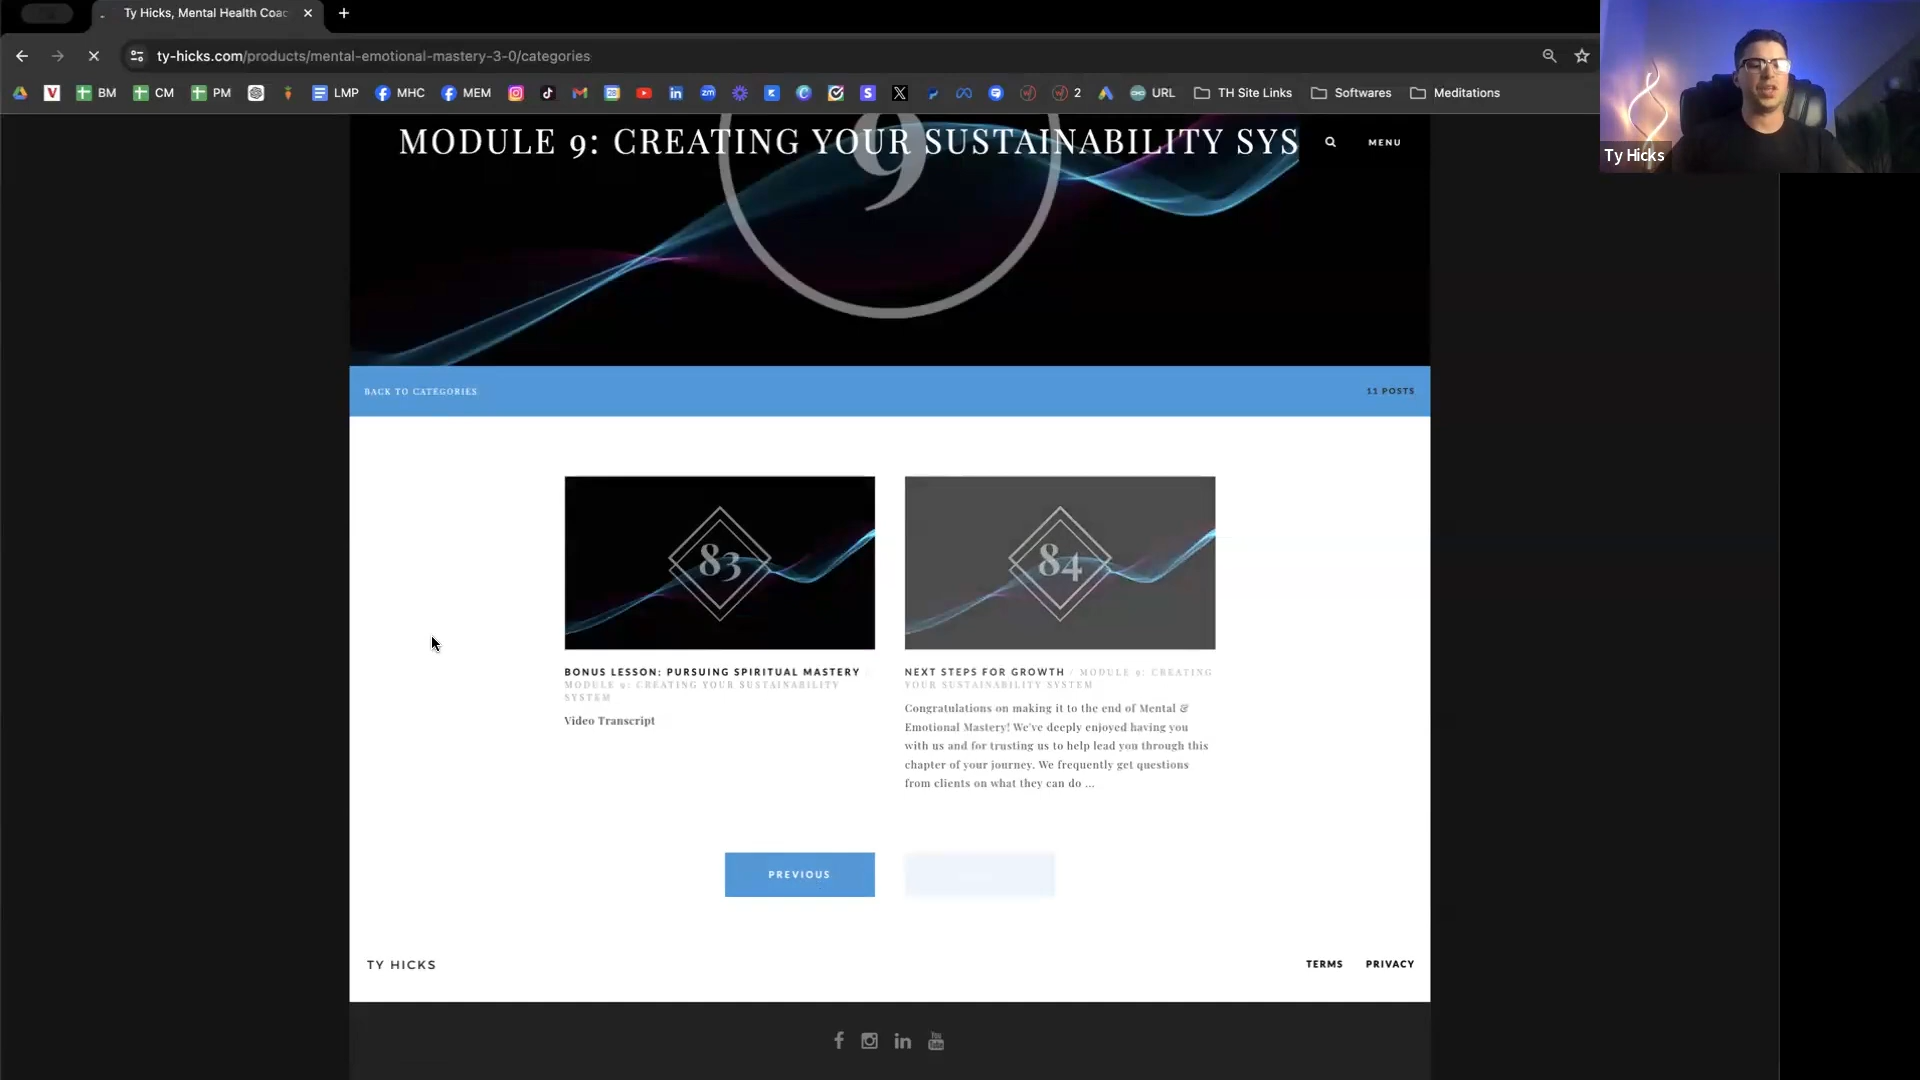 Ty Hicks, Mental Health Coac
ty-hicks.com/products/mental-emotional-mastery-3-0/categories
BM
CM
PM
LMP
MHC
MEM
2
URL
TH Site Links
Softwares
Meditations
Ty Hicks
MODULE 9: CREATING YOUR SUSTAINABILITY SYS
MENU
9
BACK TO CATEGORIES
11 POSTS
83
BONUS LESSON: PURSUING SPIRITUAL MASTERY /
MODULE 9: CREATING YOUR SUSTAINABILITY
SYSTEM
Video Transcript
84
NEXT STEPS FOR GROWTH / MODULE 9: CREATING
YOUR SUSTAINABILITY SYSTEM
Congratulations on making it to the end of Mental &
Emotional Mastery! We've deeply enjoyed having you
with us and for trusting us to help lead you through this
chapter of your journey. We frequently get questions
from clients on what they can do ...
PREVIOUS
TY HICKS
TERMS
PRIVACY